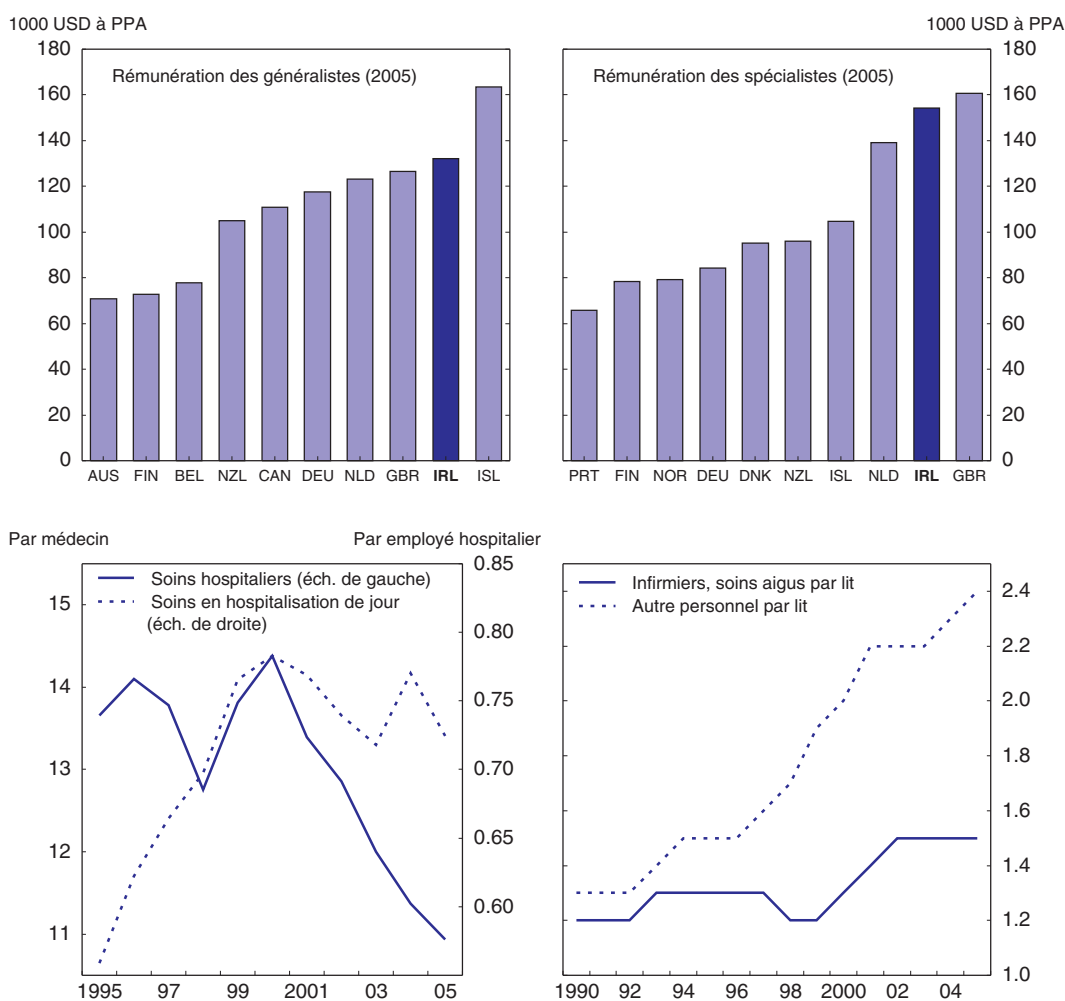 1000 USD à PPA
180
160
140
120
100
80
60
40
20
0
Rémunération des généralistes (2005)
AUS FIN BEL NZL CAN DEU NLD GBR IRL ISL
1000 USD à PPA
180
160
140
120
100
80
60
40
20
0
Rémunération des spécialistes (2005)
PRT FIN NOR DEU DNK NZL ISL NLD IRL GBR
Par médecin
Par employé hospitalier
15
14
13
12
11
Soins hospitaliers (éch. de gauche)
Soins en hospitalisation de jour
(éch. de droite)
0.85
0.80
0.75
0.70
0.65
0.60
1995 97 99 2001 03 05
Infirmiers, soins aigus par lit
Autre personnel par lit
2.4
2.2
2.0
1.8
1.6
1.4
1.2
1.0
1990 92 94 96 98 2000 02 04